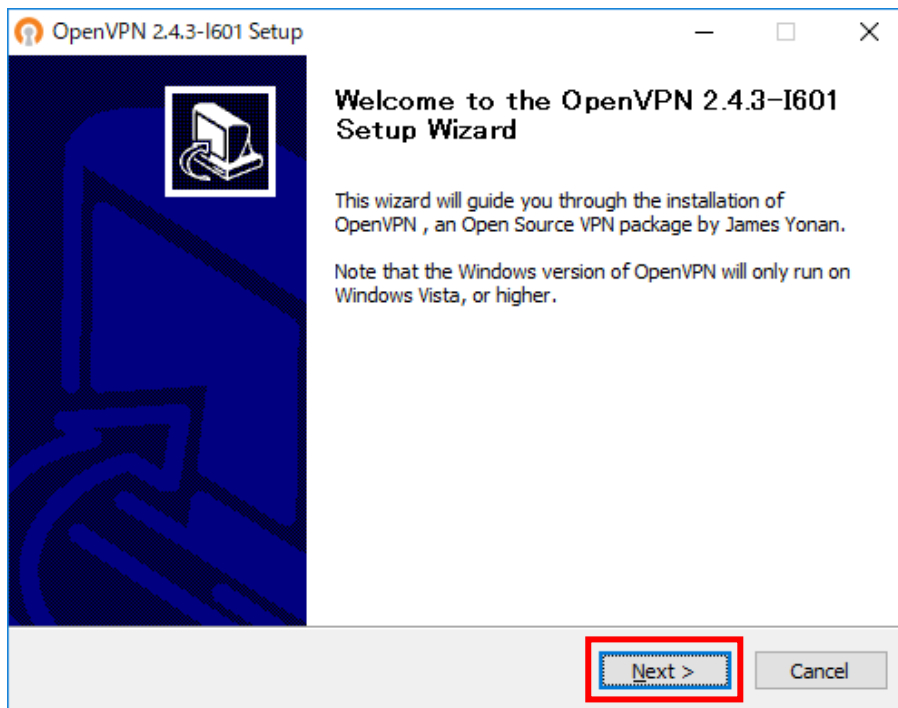 OpenVPN 2.4.3-I601 Setup
Welcome to the OpenVPN 2.4.3-I601
Setup Wizard
This wizard will guide you through the installation of
OpenVPN , an Open Source VPN package by James Yonan.
Note that the Windows version of OpenVPN will only run on
Windows Vista, or higher.
Next >
Cancel